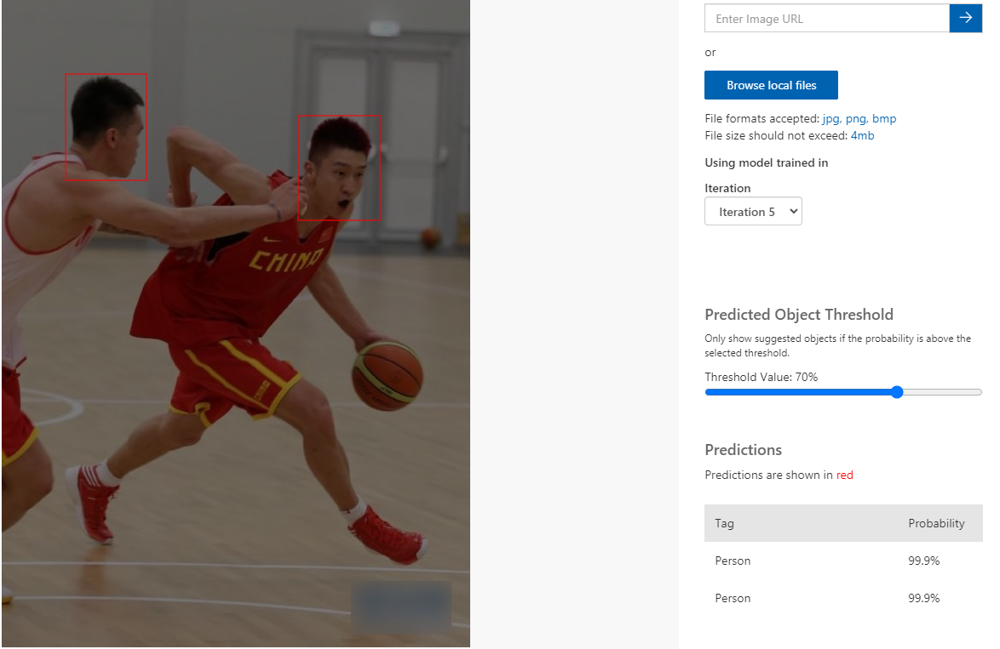 Enter Image URL
or
Browse local files
File formats accepted: jpg, png, bmp
File size should not exceed: 4mb
Using model trained in
Iteration
Iteration 5
CHINA
Predicted Object Threshold
Only show suggested objects if the probability is above the
selected threshold.
Threshold Value: 70%
Predictions
Predictions are shown in red
Tag Probability
Person 99.9%
Person 99.9%